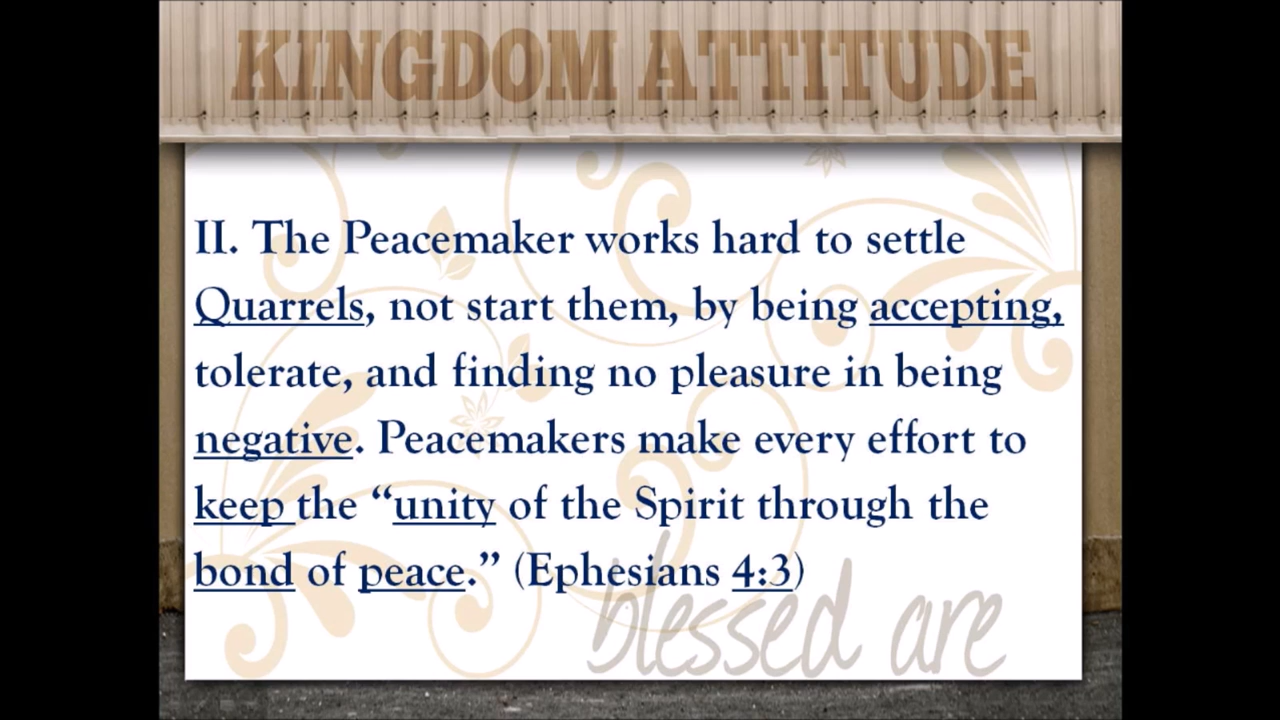 KINGDOM ATTITUDE
II. The Peacemaker works hard to settle
Quarrels, not start them, by being accepting,
tolerate, and finding no pleasure in being
negative. Peacemakers make every effort to
keep the “unity of the Spirit through the
bond of peace.” (Ephesians 4:3)
blessed are